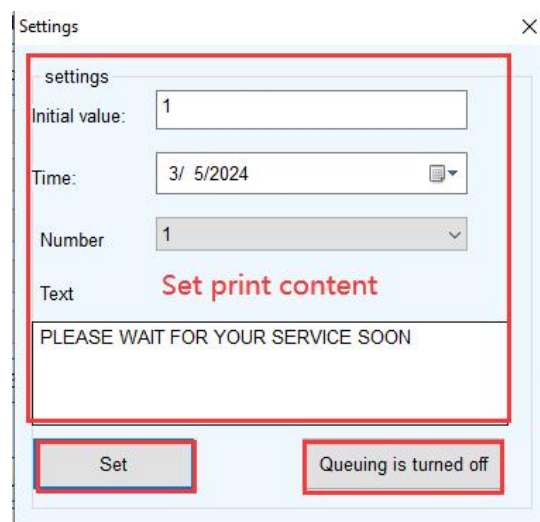 Settings
settings
Initial value:
1
Time:
3/ 5/2024
Number
1
Text
Set print content
PLEASE WAIT FOR YOUR SERVICE SOON
Set
Queuing is turned off